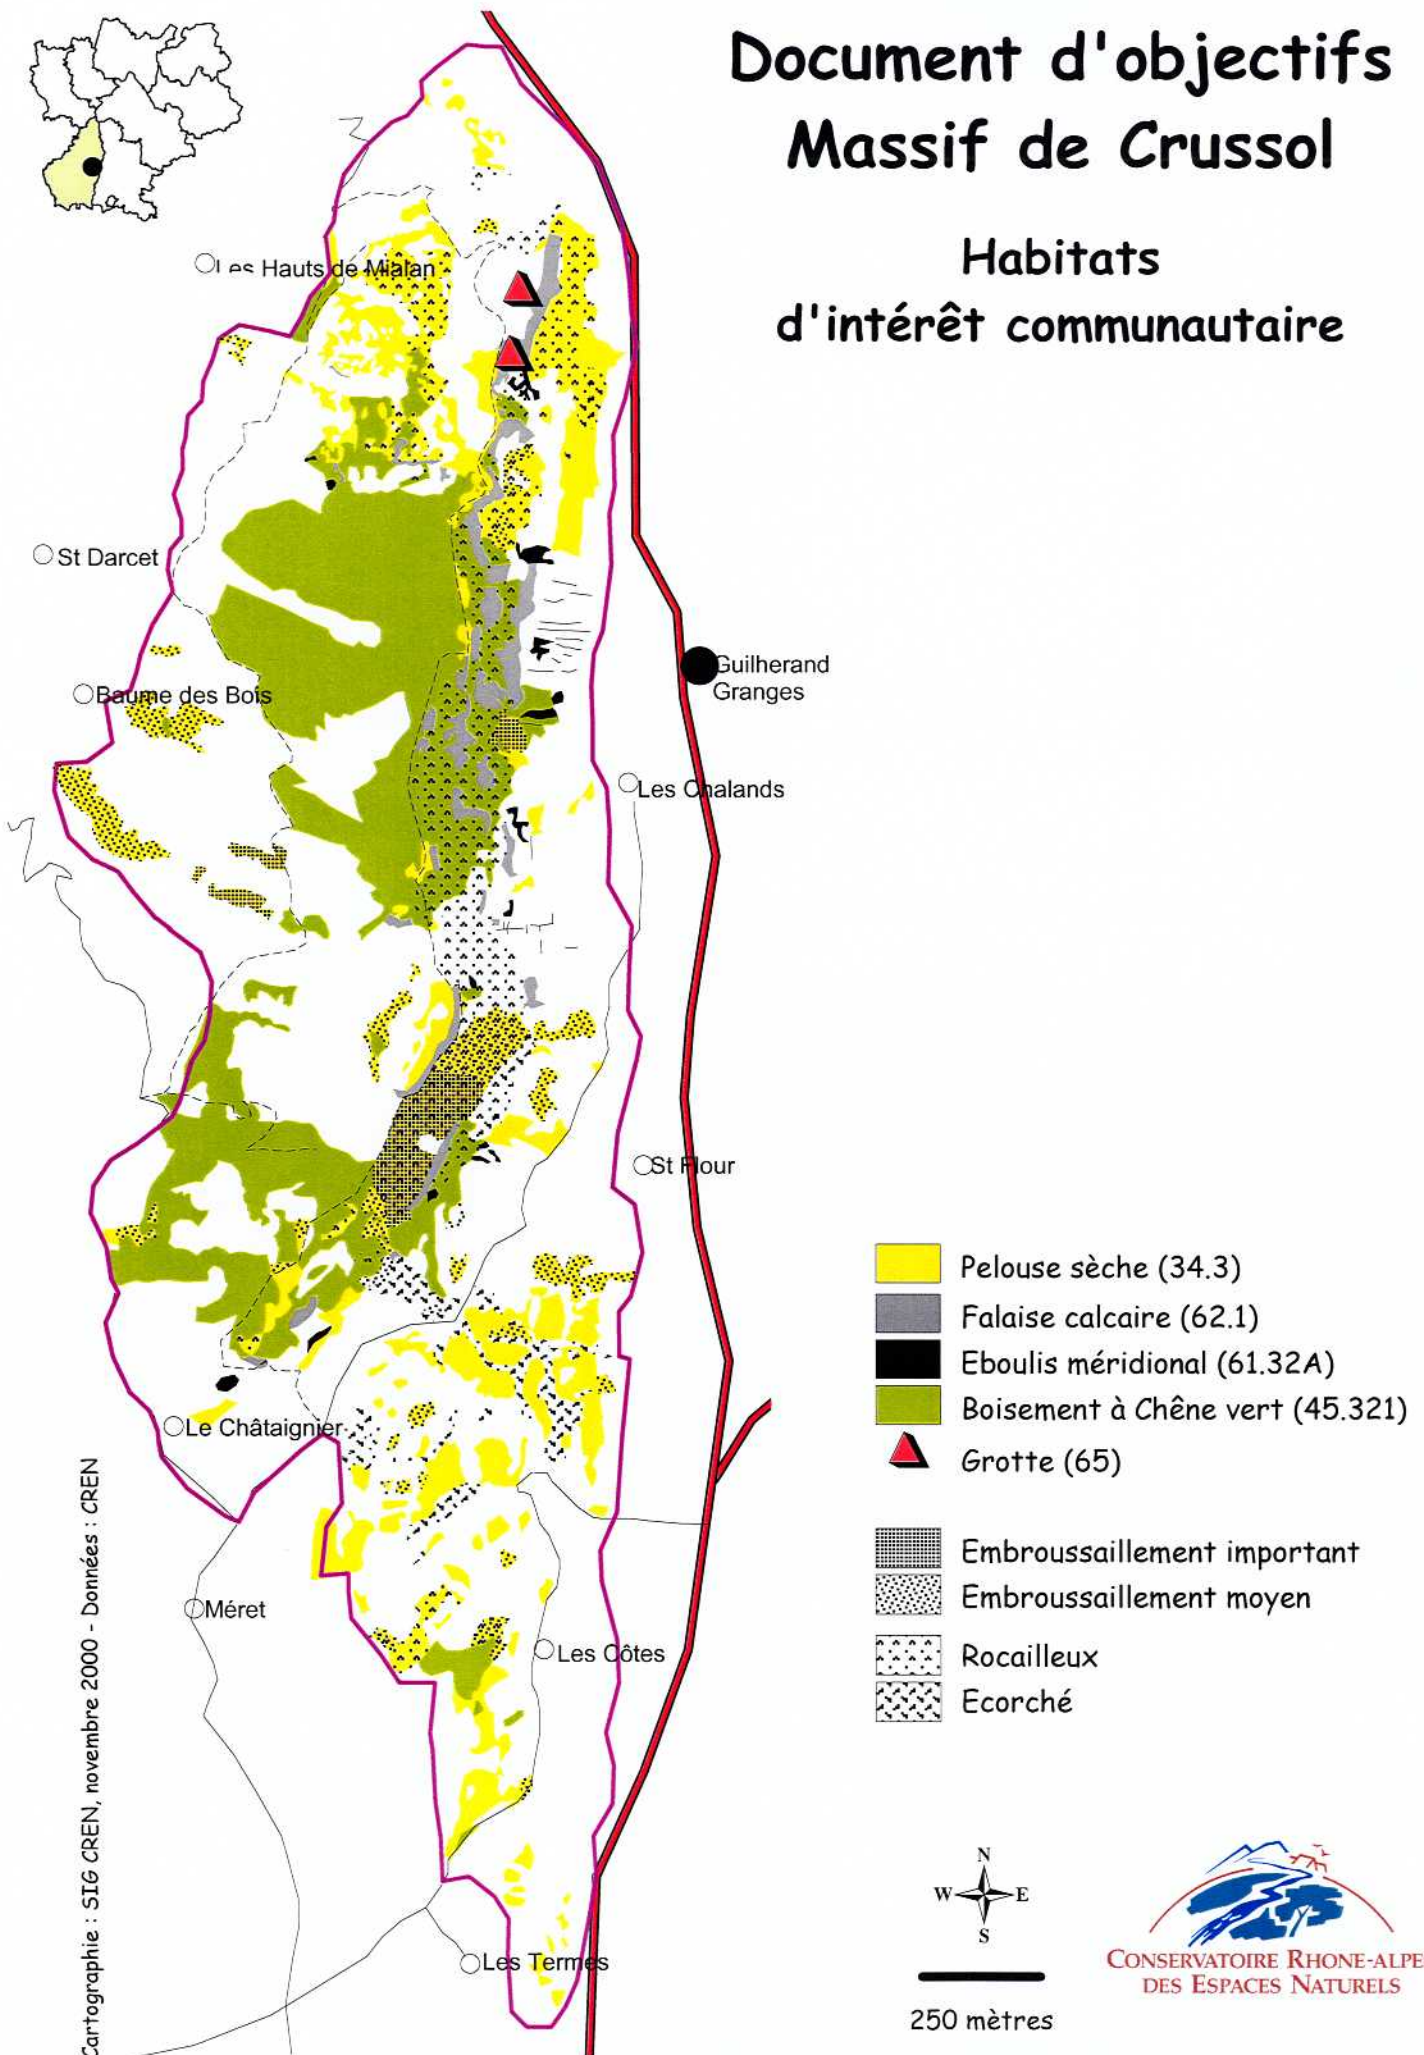 Document d'objectifs
Massif de Crussol
Habitats
d'intérêt communautaire
Les Hauts de Mialan
St Darcet
Baume des Bois
Guilherand
Granges
Les Chalands
St Flour
Pelouse sèche (34.3)
Falaise calcaire (62.1)
Eboulis méridional (61.32A)
Boisement à Chêne vert (45.321)
Grotte (65)
Le Châtaignier
Embroussaillement important
Embroussaillement moyen
Méret
Les Côtes
Rocailleux
Ecorché
Les Termes
N
W E
S
250 mètres
CONSERVATOIRE RHONE-ALPE
DES ESPACES NATURELS
Cartographie : SIG CREN, novembre 2000 - Données : CREN